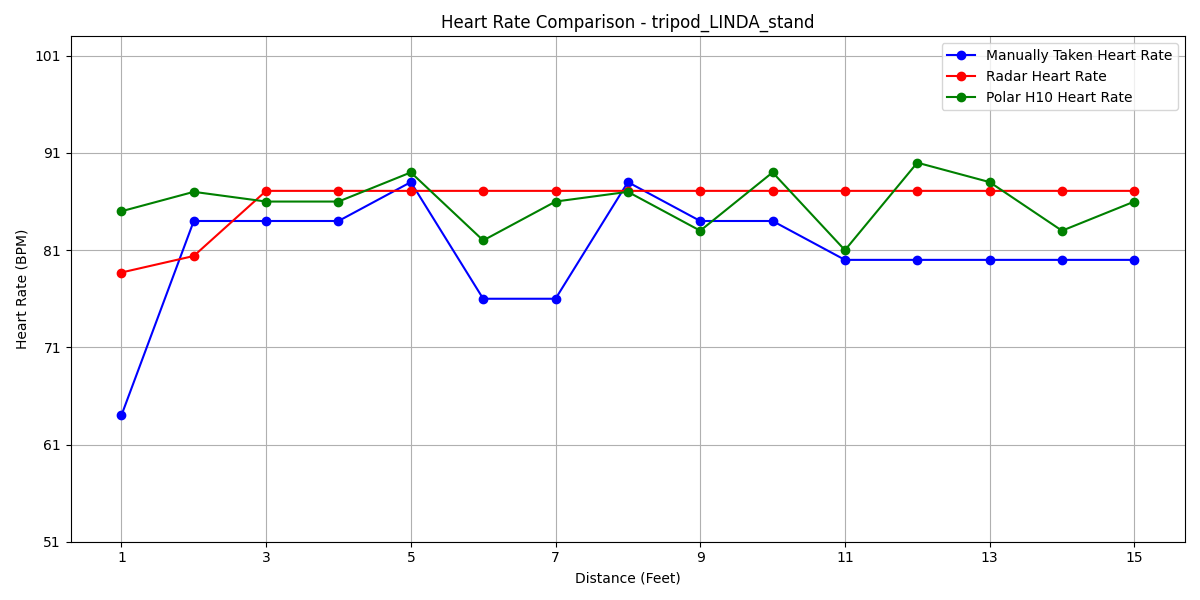 Heart Rate Comparison - tripod_LINDA_stand
Manually Taken Heart Rate
Radar Heart Rate
Polar H10 Heart Rate
Heart Rate (BPM)
101
91
81
71
61
51
1 3 5 7 9 11 13 15
Distance (Feet)